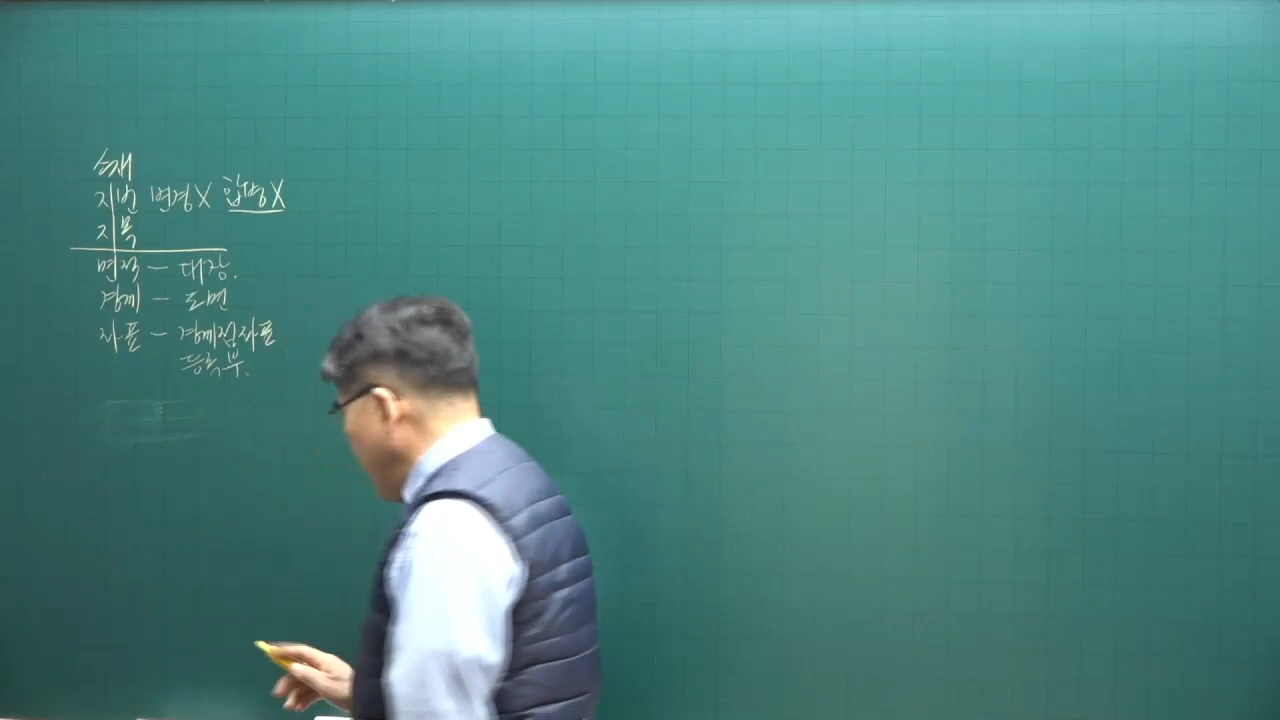 소재
지번 변경X 합병X
지목
면적 - 대장.
경계 - 도면
좌표 - 경계점좌표
등록부.